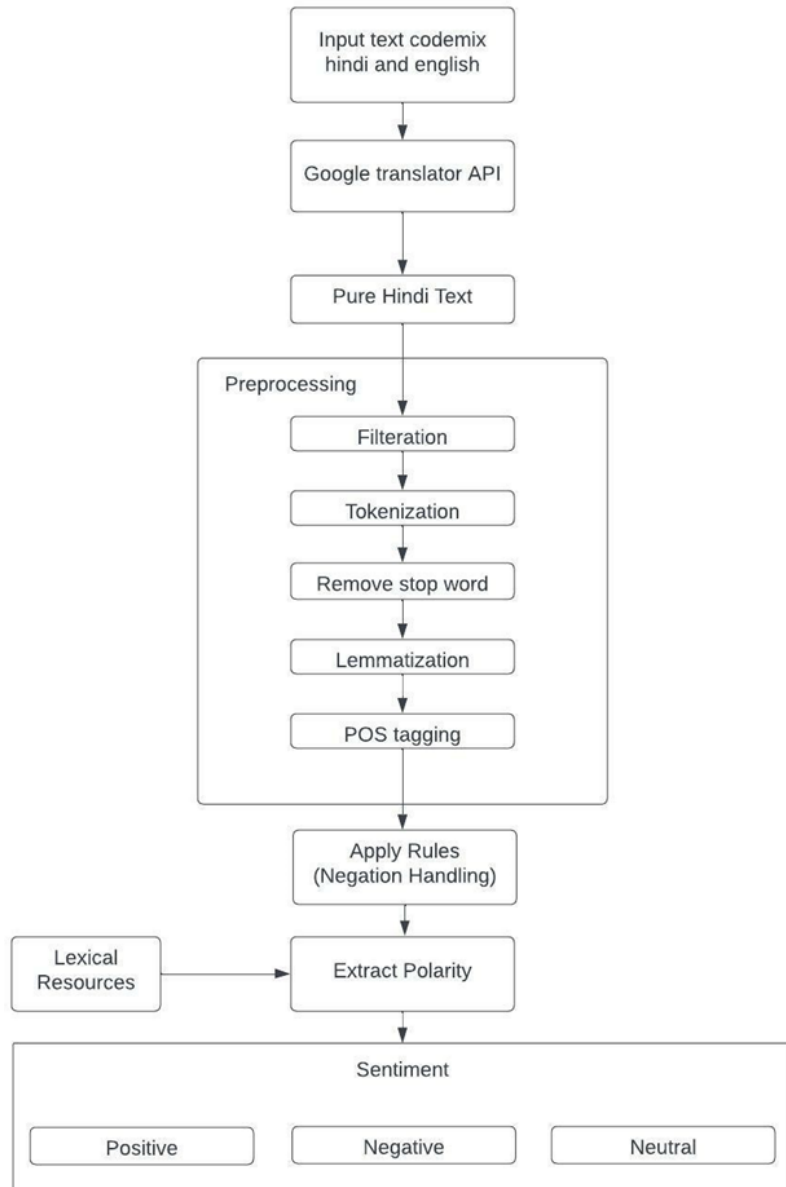 Input text codemix
hindi and english
Google translator API
Pure Hindi Text
Preprocessing
Filteration
Tokenization
Remove stop word
Lemmatization
POS tagging
Apply Rules
(Negation Handling)
Lexical
Resources
Extract Polarity
Sentiment
Positive
Negative
Neutral